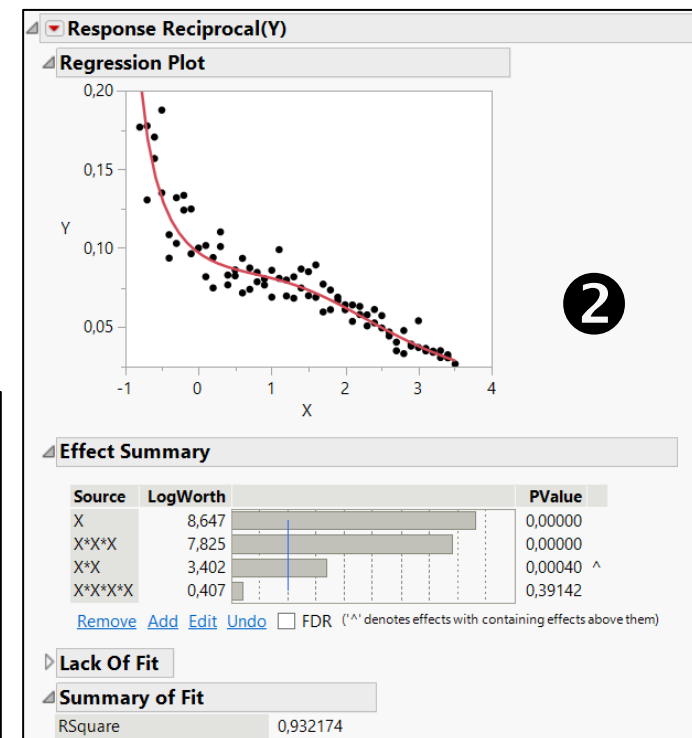 Response Reciprocal(Y)
Regression Plot
0,20
0,15
0,10
0,05
Y
-1 0 1 2 3 4
X
2
Effect Summary
Source LogWorth PValue
X 8,647 0,00000
X*X*X 7,825 0,00000
X*X 3,402 0,00040 ^
X*X*X*X 0,407 0,39142
Remove Add Edit Undo FDR ('^' denotes effects with containing effects above them)
Lack Of Fit
Summary of Fit
RSquare 0,932174